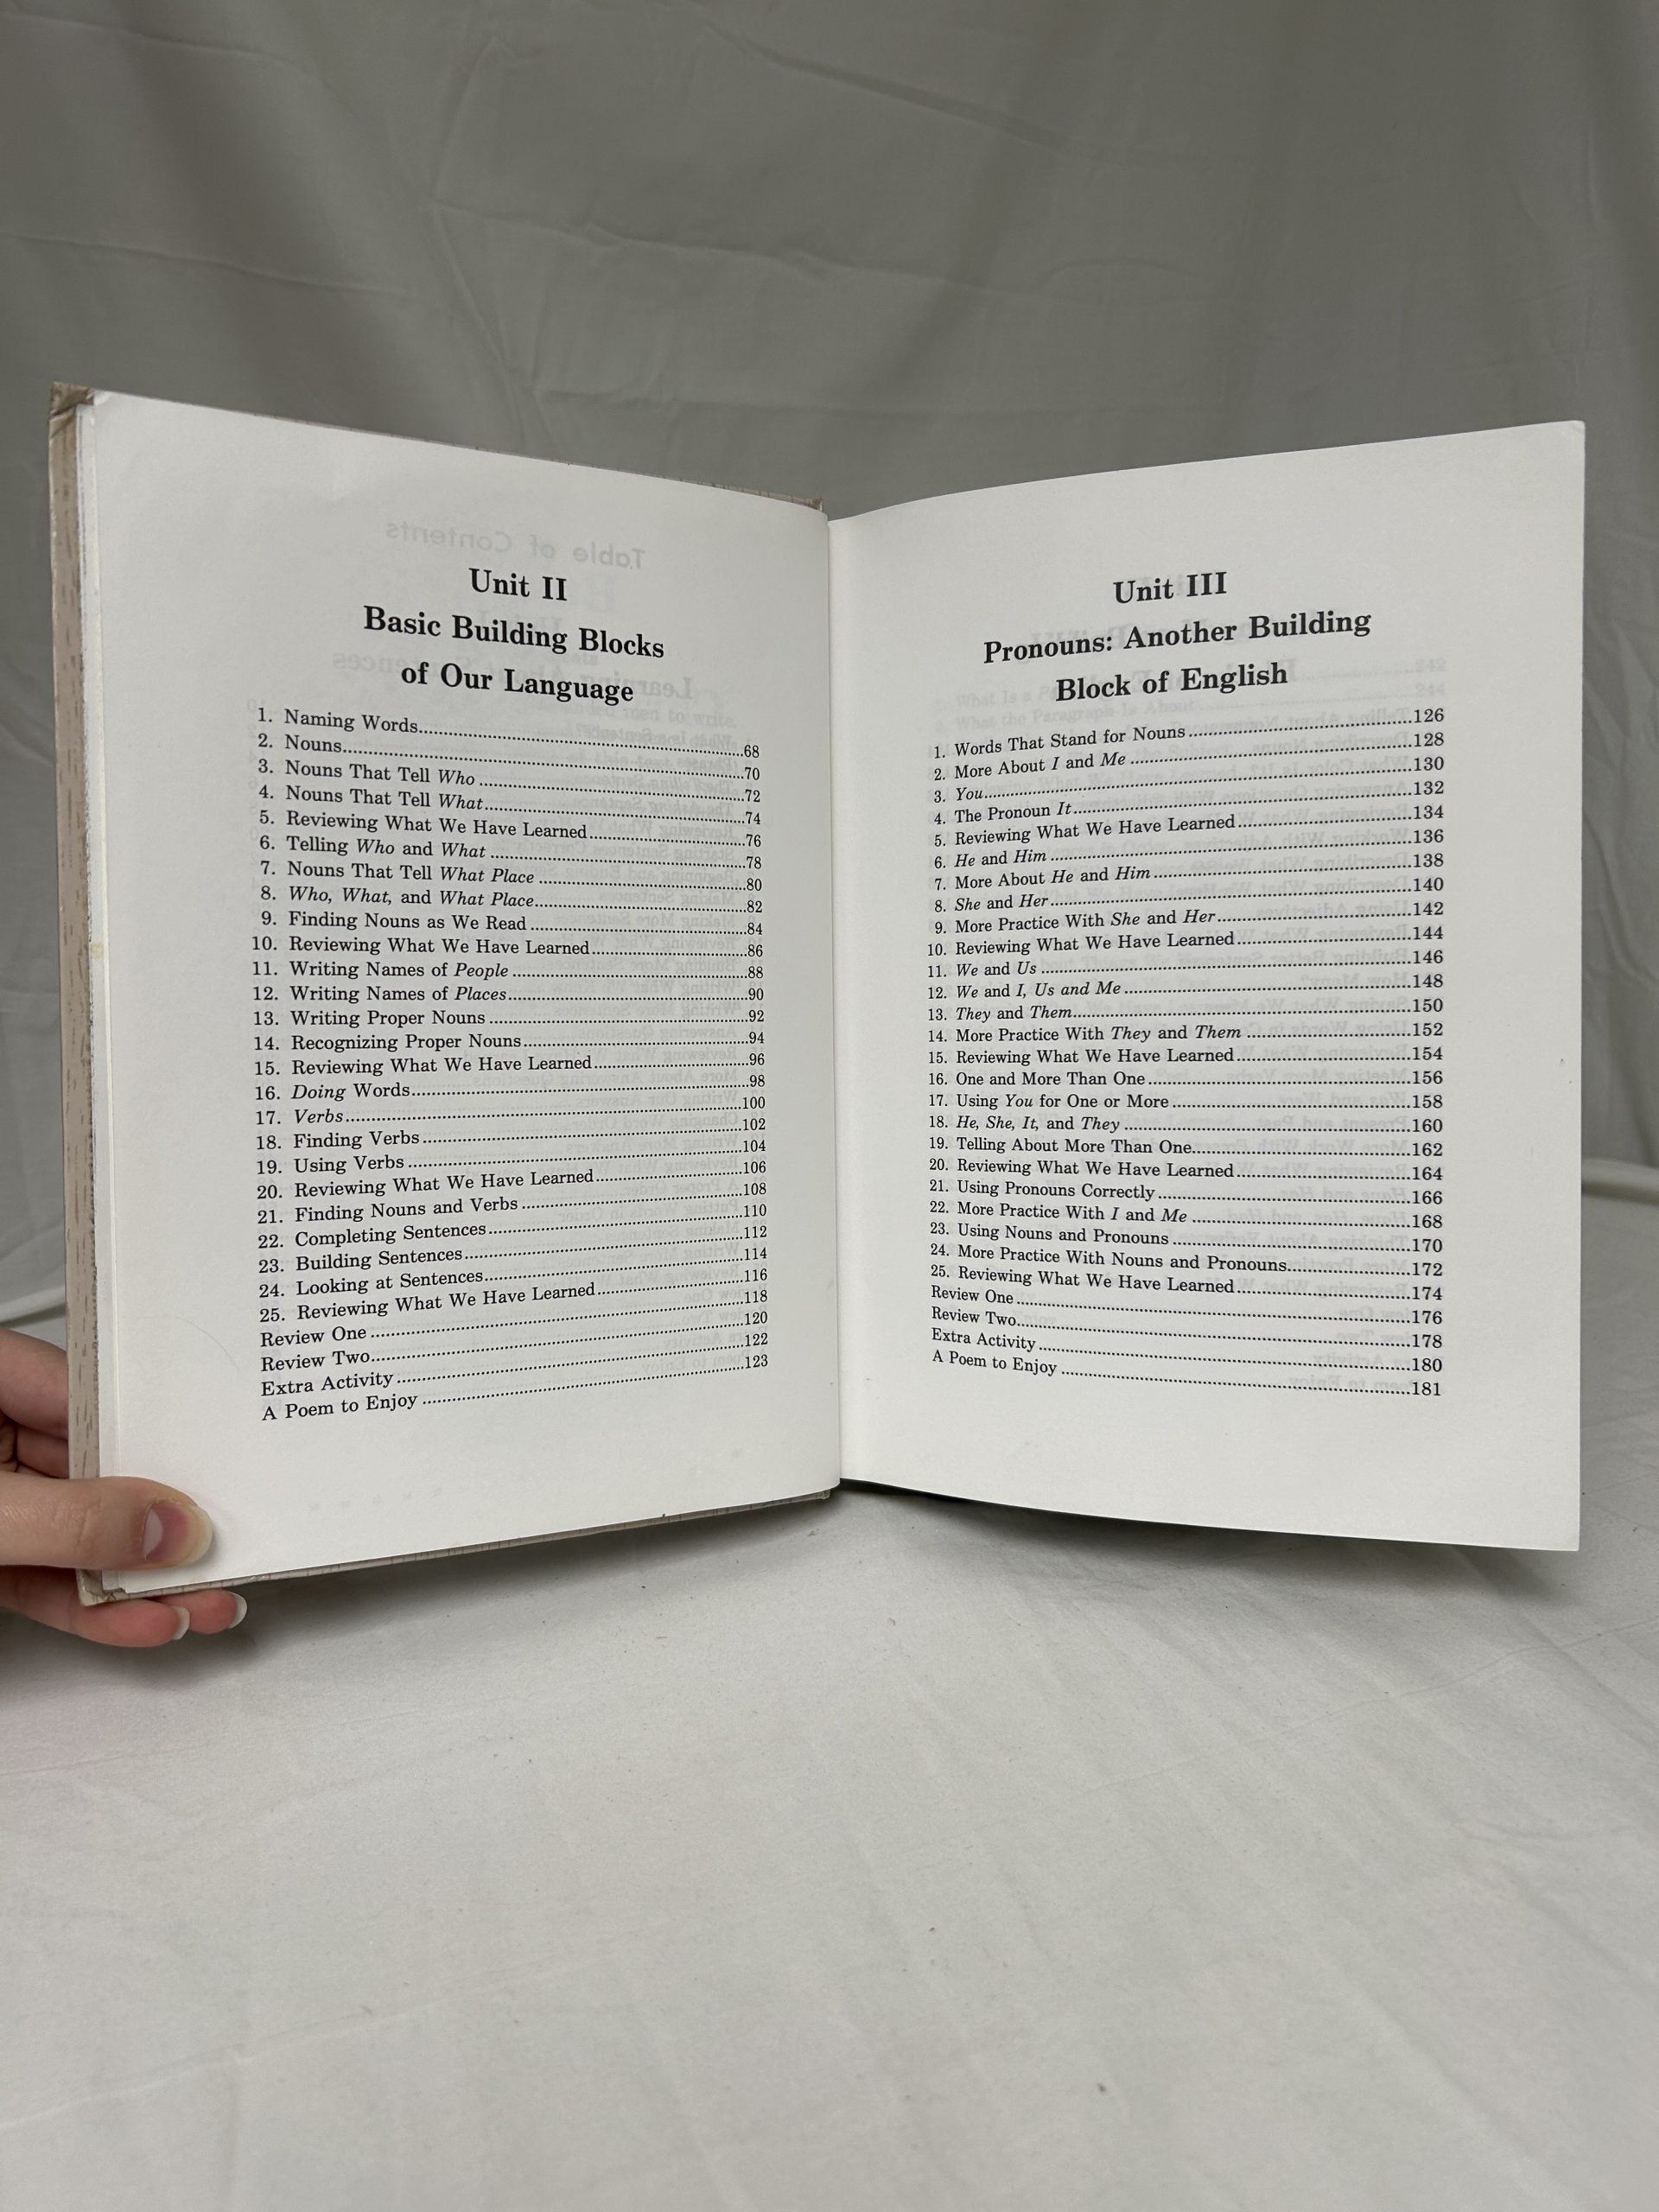 Unit II
Basic Building Blocks
of Our Language
1. Naming Words....................68
2. Nouns....................70
3. Nouns That Tell Who....................72
4. Nouns That Tell What....................74
5. Reviewing What We Have Learned....................76
6. Telling Who and What....................78
7. Nouns That Tell What Place....................80
8. Who, What, and What Place....................82
9. Finding Nouns as We Read....................84
10. Reviewing What We Have Learned....................86
11. Writing Names of People....................88
12. Writing Names of Places....................90
13. Writing Proper Nouns....................92
14. Recognizing Proper Nouns....................94
15. Reviewing What We Have Learned....................96
16. Doing Words....................98
17. Verbs....................100
18. Finding Verbs....................102
19. Using Verbs....................104
20. Reviewing What We Have Learned....................106
21. Finding Nouns and Verbs....................108
22. Completing Sentences....................110
23. Building Sentences....................112
24. Looking at Sentences....................114
25. Reviewing What We Have Learned....................116
Review One....................118
Review Two....................120
Extra Activity....................122
A Poem to Enjoy....................123
Unit III
Pronouns: Another Building
Block of English
1. Words That Stand for Nouns....................126
2. More About I and Me....................128
3. You....................130
4. The Pronoun It....................132
5. Reviewing What We Have Learned....................134
6. He and Him....................136
7. More About He and Him....................138
8. She and Her....................140
9. More Practice With She and Her....................142
10. Reviewing What We Have Learned....................144
11. We and Us....................146
12. We and I, Us and Me....................148
13. They and Them....................150
14. More Practice With They and Them....................152
15. Reviewing What We Have Learned....................154
16. One and More Than One....................156
17. Using You for One or More....................158
18. He, She, It, and They....................160
19. Telling About More Than One....................162
20. Reviewing What We Have Learned....................164
21. Using Pronouns Correctly....................166
22. More Practice With I and Me....................168
23. Using Nouns and Pronouns....................170
24. More Practice With Nouns and Pronouns....................172
25. Reviewing What We Have Learned....................174
Review One....................176
Review Two....................178
Extra Activity....................180
A Poem to Enjoy....................181